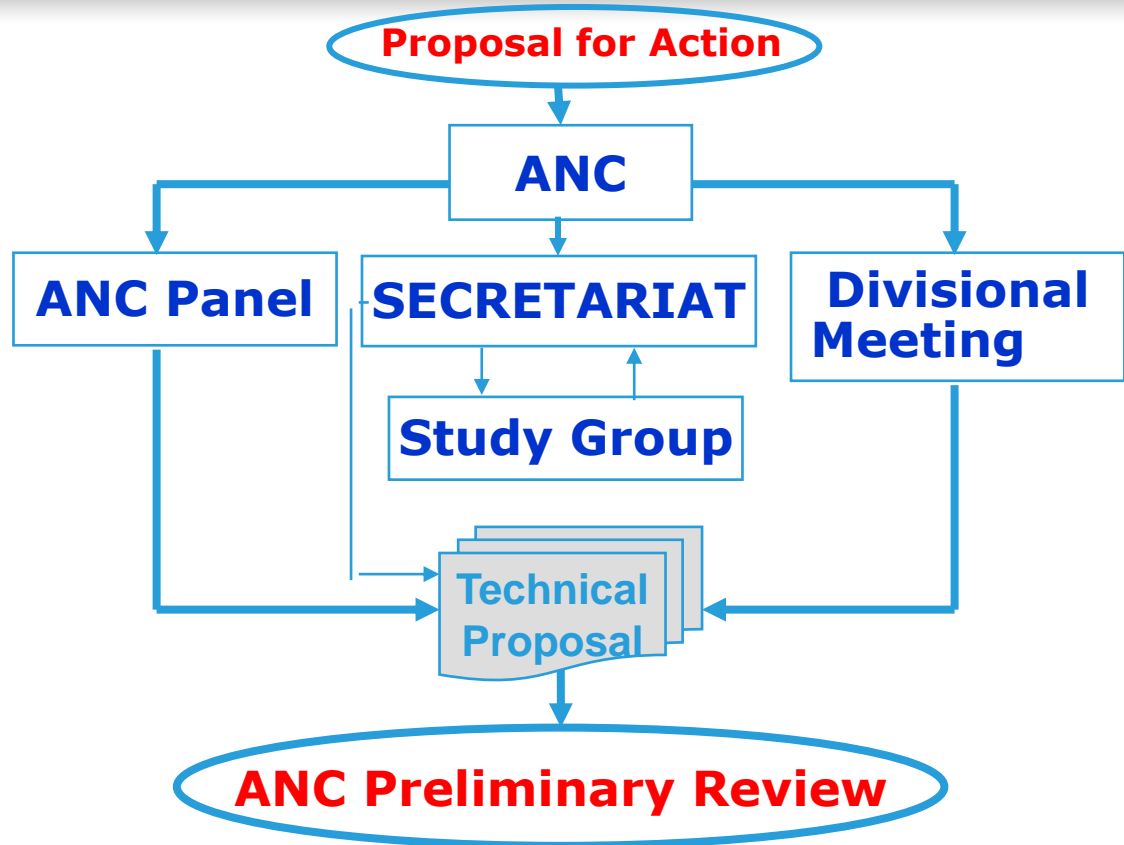 Proposal for Action
ANC
ANC Panel
SECRETARIAT
Divisional
Meeting
Study Group
Technical
Proposal
ANC Preliminary Review